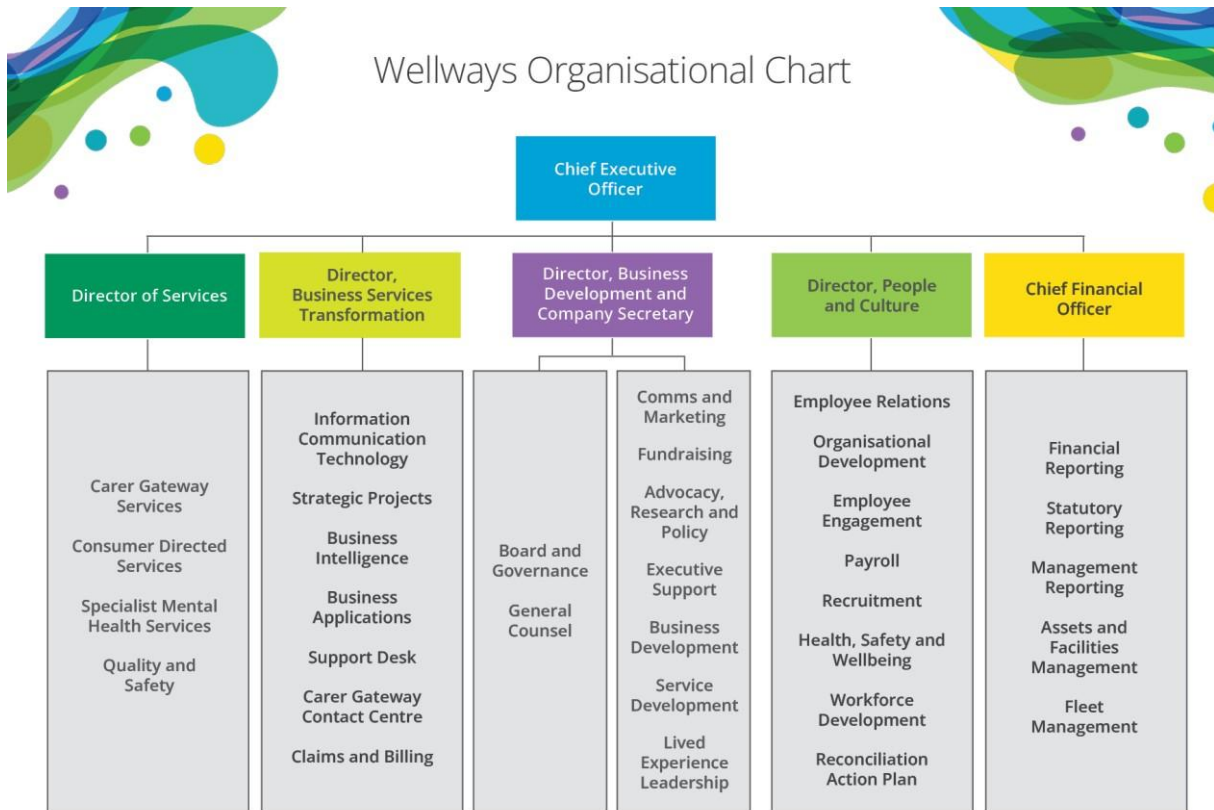 Wellways Organisational Chart
Chief Executive
Officer
Director of Services
Director,
Business Services
Transformation
Director, Business
Development and
Company Secretary
Director, People
and Culture
Chief Financial
Officer
Carer Gateway
Services
Consumer Directed
Services
Specialist Mental
Health Services
Quality and
Safety
Information
Communication
Technology
Strategic Projects
Business
Intelligence
Business
Applications
Support Desk
Carer Gateway
Contact Centre
Claims and Billing
Board and
Governance
General
Counsel
Comms and
Marketing
Fundraising
Advocacy,
Research and
Policy
Executive
Support
Business
Development
Service
Development
Lived
Experience
Leadership
Employee Relations
Organisational
Development
Employee
Engagement
Payroll
Recruitment
Health, Safety and
Wellbeing
Workforce
Development
Reconciliation
Action Plan
Financial
Reporting
Statutory
Reporting
Management
Reporting
Assets and
Facilities
Management
Fleet
Management